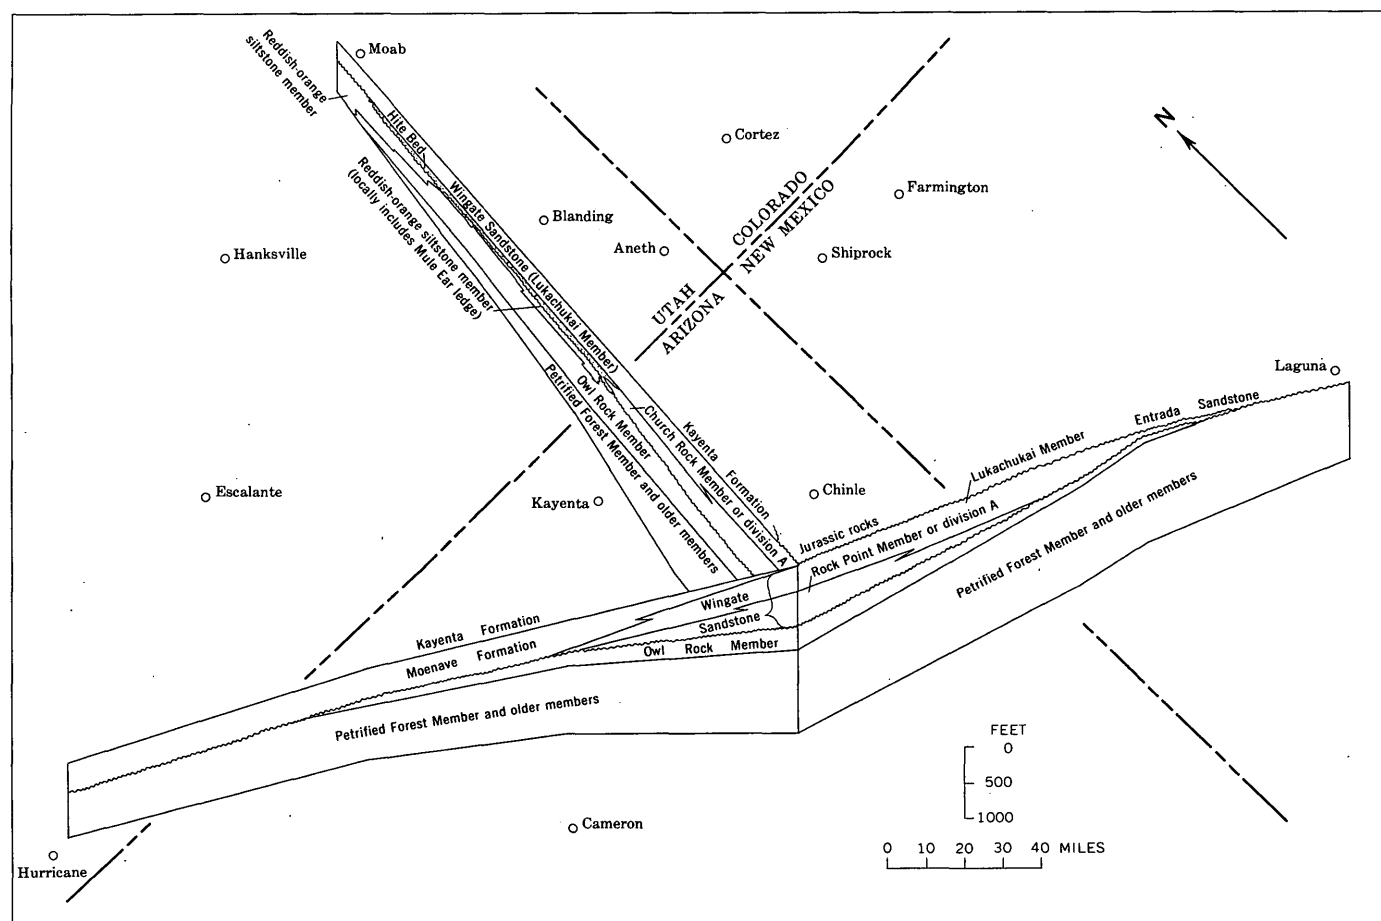 Moab
Reddish-orange
siltstone member
Hite Bed
Wingate Sandstone (Lukachukai Member)
Reddish-orange siltstone member
(locally includes Mule Ear ledge)
Cortez
N
COLORADO
NEW MEXICO
Farmington
Blanding
Aneth
Hanksville
Shiprock
UTAH
ARIZONA
Laguna
Owl Rock Member
Petrified Forest Member and older members
Church Rock Member or division A
Kayenta Formation
Entrada Sandstone
Lukachukai Member
Escalante
Kayenta
Chinle
Jurassic rocks
Rock Point Member or division A
Petrified Forest Member and older members
Wingate
Sandstone
Kayenta Formation
Moenave Formation
Owl Rock Member
Petrified Forest Member and older members
FEET
0
500
1000
Cameron
0 10 20 30 40 MILES
Hurricane